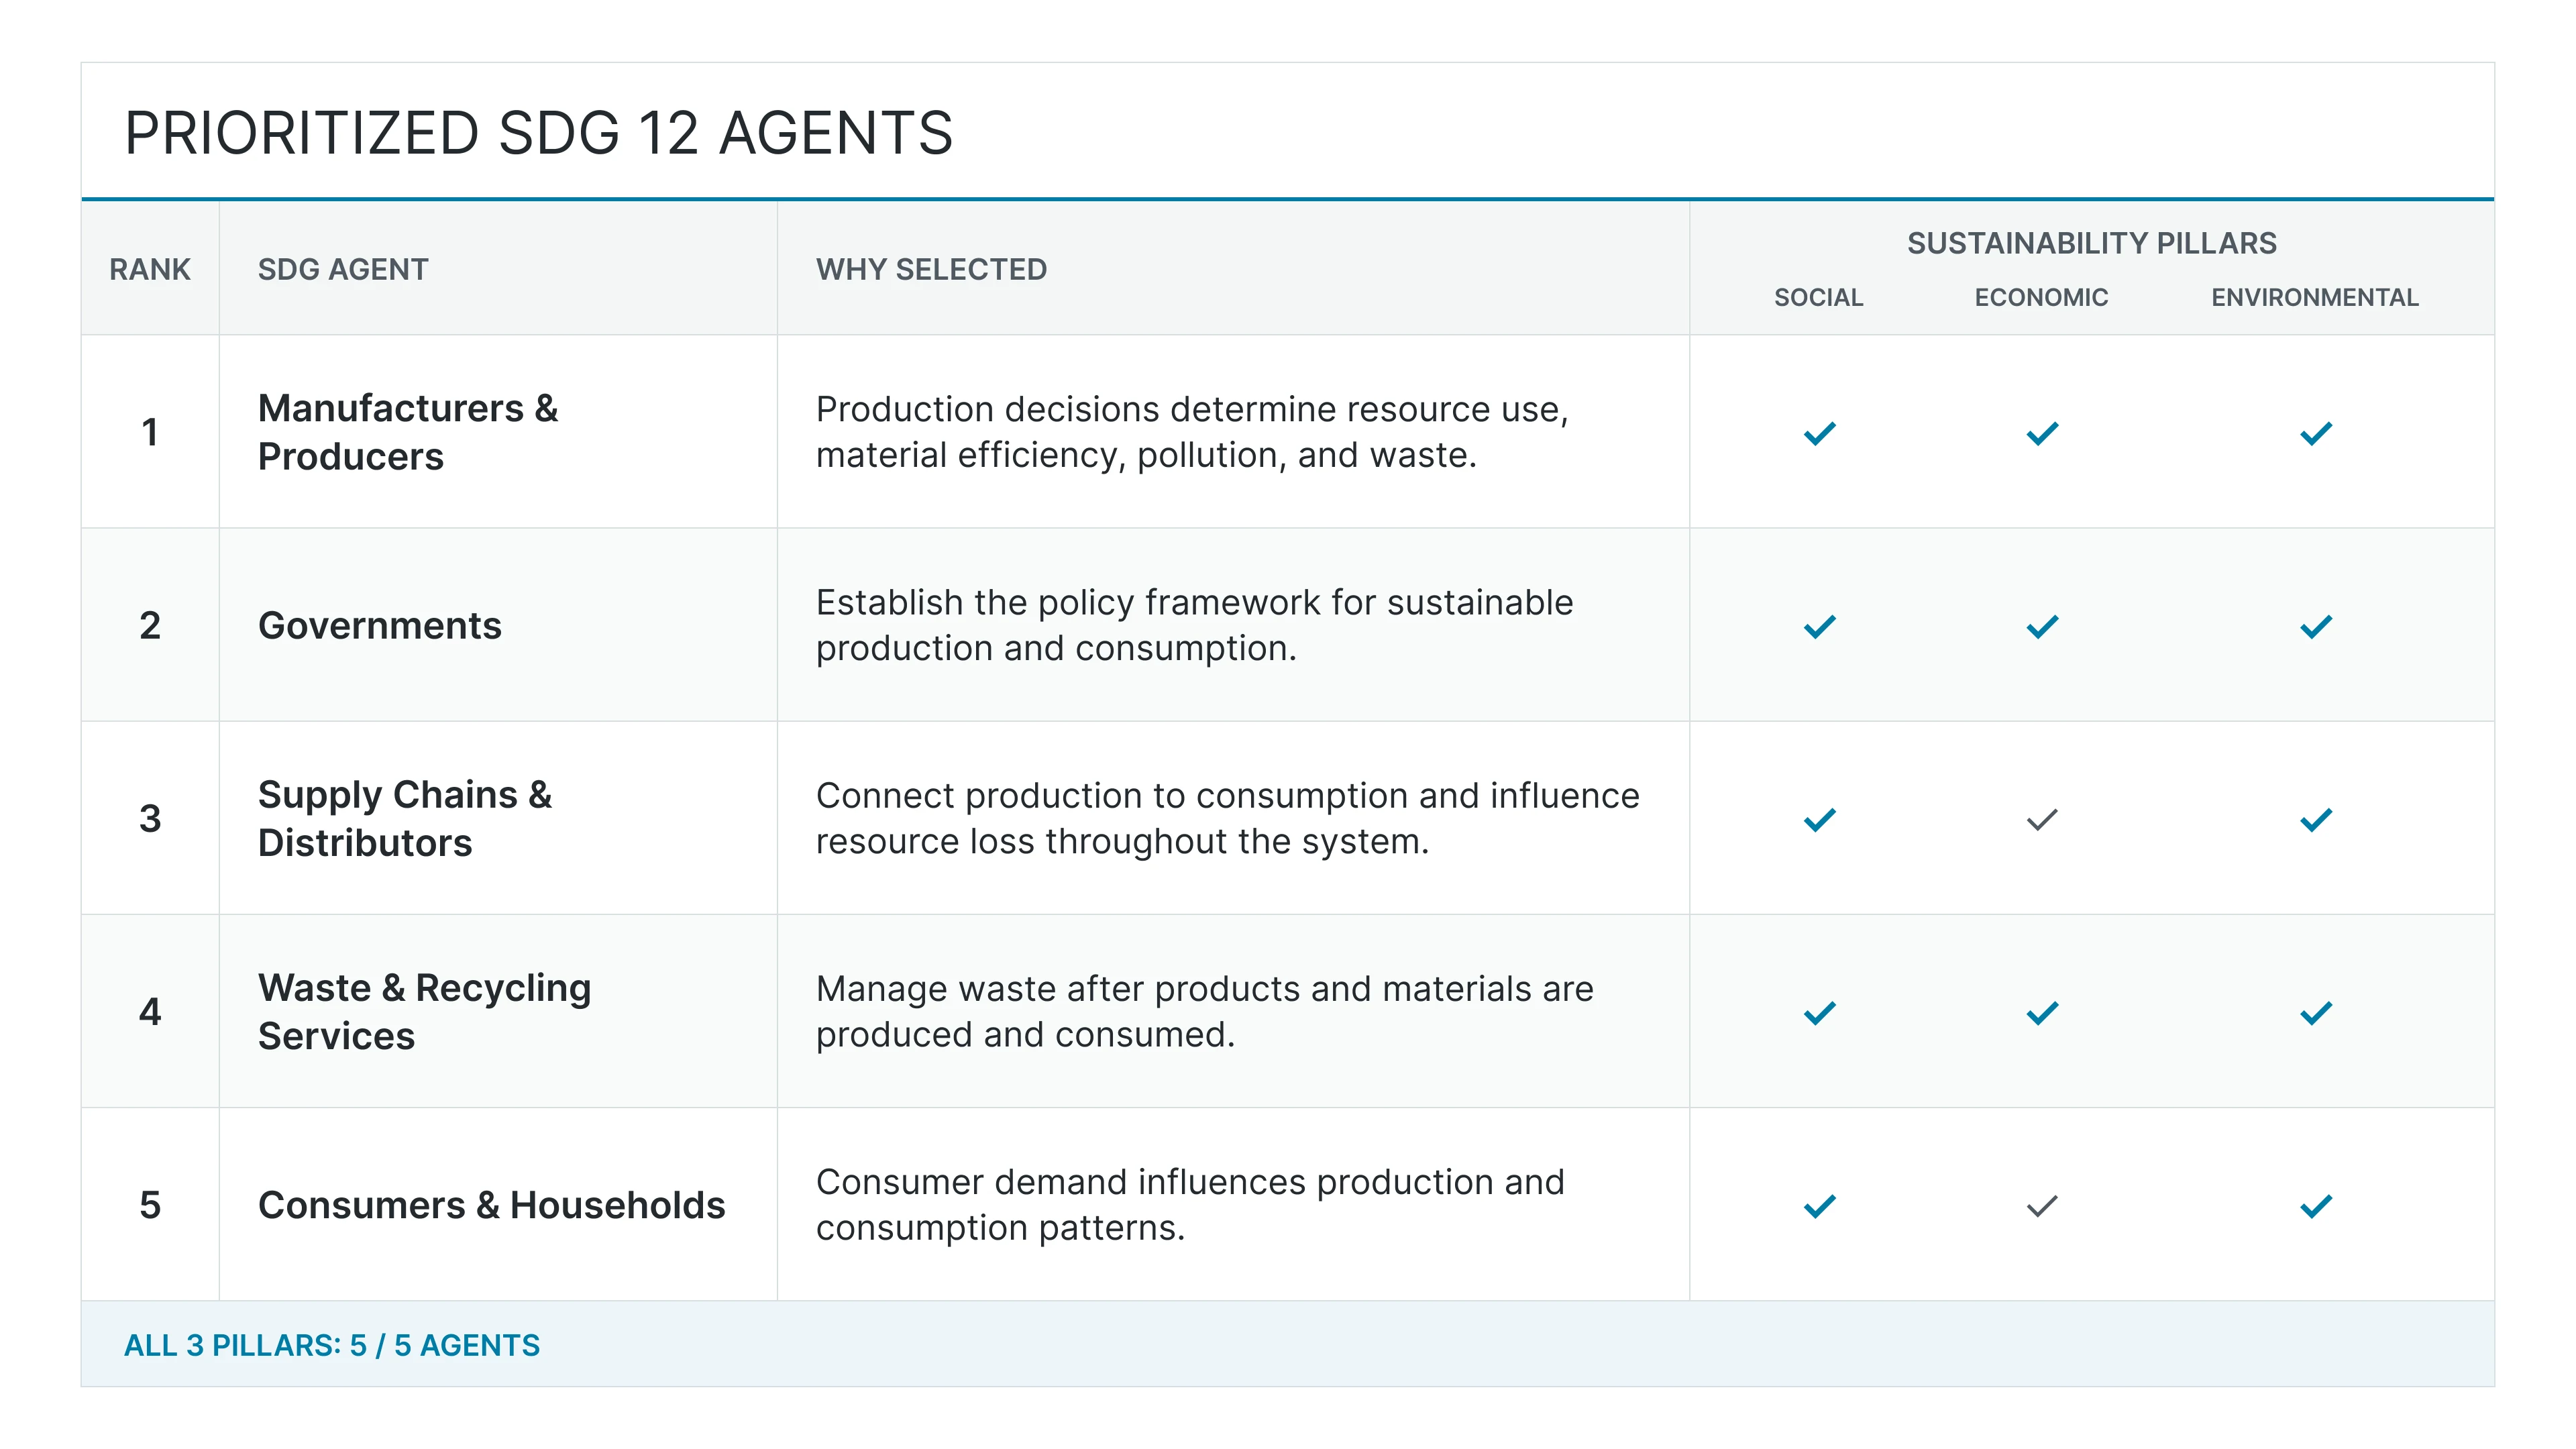 PRIORITIZED SDG 12 AGENTS
RANK
SDG AGENT
WHY SELECTED
SUSTAINABILITY PILLARS
SOCIAL
ECONOMIC
ENVIRONMENTAL
1
Manufacturers &
Producers
Production decisions determine resource use,
material efficiency, pollution, and waste.
✓ ✓ ✓
2
Governments
Establish the policy framework for sustainable
production and consumption.
✓ ✓ ✓
3
Supply Chains &
Distributors
Connect production to consumption and influence
resource loss throughout the system.
✓ ✓ ✓
4
Waste & Recycling
Services
Manage waste after products and materials are
produced and consumed.
✓ ✓ ✓
5
Consumers & Households
Consumer demand influences production and
consumption patterns.
✓ ✓ ✓
ALL 3 PILLARS: 5 / 5 AGENTS